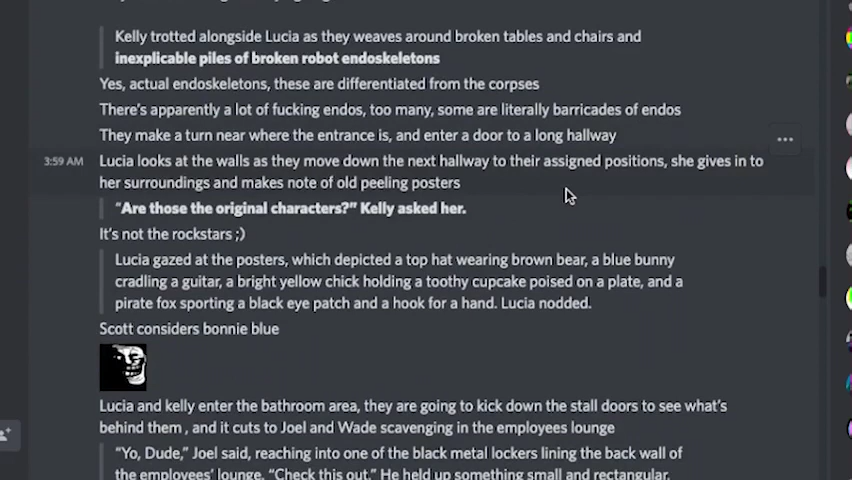 Kelly trotted alongside Lucia as they weaves around broken tables and chairs and
inexplicable piles of broken robot endoskeletons
Yes, actual endoskeletons, these are differentiated from the corpses
There's apparently a lot of fucking endos, too many, some are literally barricades of endos
They make a turn near where the entrance is, and enter a door to a long hallway
3:59 AM Lucia looks at the walls as they move down the next hallway to their assigned positions, she gives in to
her surroundings and makes note of old peeling posters
“Are those the original characters?” Kelly asked her.
It's not the rockstars ;)
Lucia gazed at the posters, which depicted a top hat wearing brown bear, a blue bunny
cradling a guitar, a bright yellow chick holding a toothy cupcake poised on a plate, and a
pirate fox sporting a black eye patch and a hook for a hand. Lucia nodded.
Scott considers bonnie blue
Lucia and kelly enter the bathroom area, they are going to kick down the stall doors to see what's
behind them , and it cuts to Joel and Wade scavenging in the employees lounge
“Yo, Dude,” Joel said, reaching into one of the black metal lockers lining the back wall of
the employees' lounge. “Check this out.” He held up something small and rectangular.